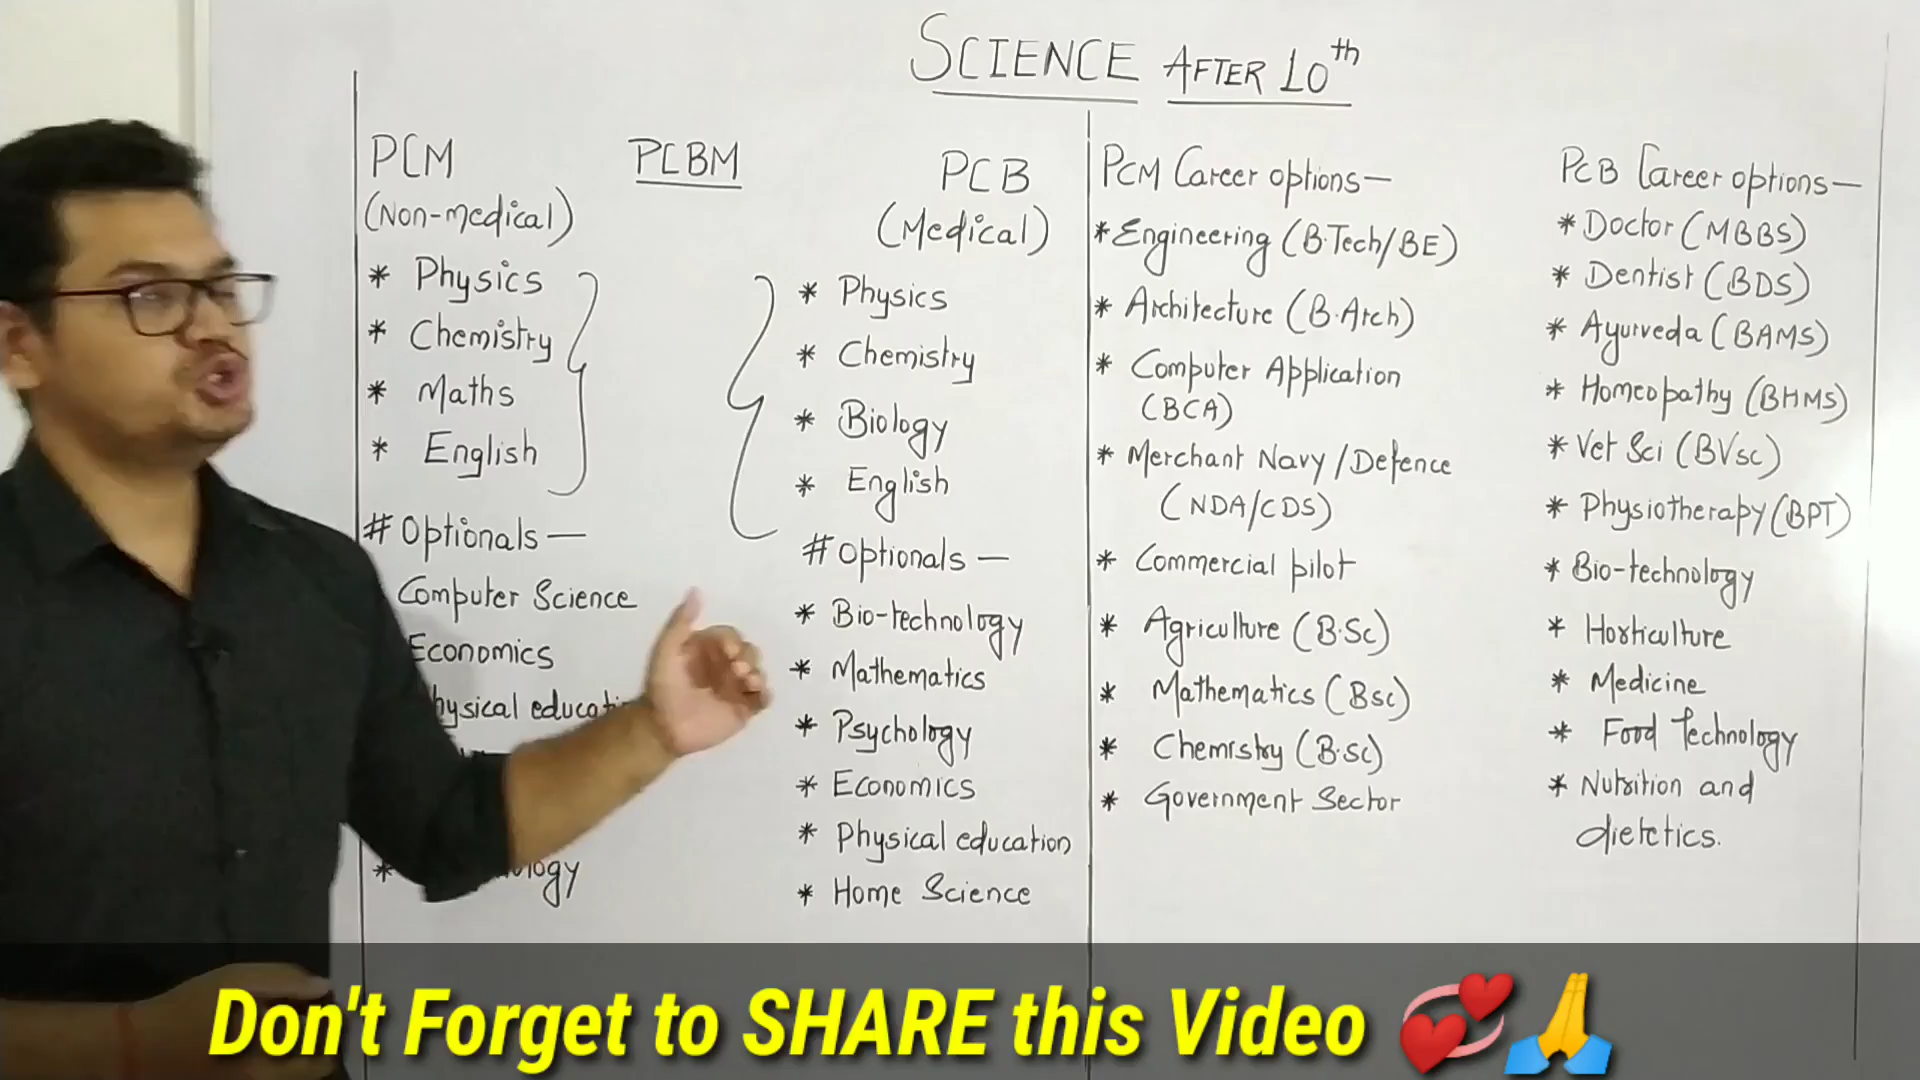 SCIENCE AFTER 10th
PCM
(Non-medical)
* Physics
* Chemistry
* Maths
* English
# Optionals —
Computer Science
Economics
hysical educati
*
ology
PCBM
PCB
(Medical)
* Physics
* Chemistry
* Biology
* English
# Optionals —
* Bio-technology
* Mathematics
* Psychology
* Economics
* Physical education
* Home Science
PCM Career options—
* Engineering (B.Tech/BE)
* Architecture (B.Arch)
* Computer Application
(BCA)
* Merchant Navy/Defence
(NDA/CDS)
* Commercial pilot
* Agriculture (B.Sc)
* Mathematics (Bsc)
* Chemistry (B.Sc)
* Government Sector
PCB Career options—
* Doctor (MBBS)
* Dentist (BDS)
* Ayurveda (BAMS)
* Homeopathy (BHMS)
* Vet Sci (BVsc)
* Physiotherapy (BPT)
* Bio-technology
* Horticulture
* Medicine
* Food Technology
* Nutrition and
dietetics.
Don't Forget to SHARE this Video 💞🙏